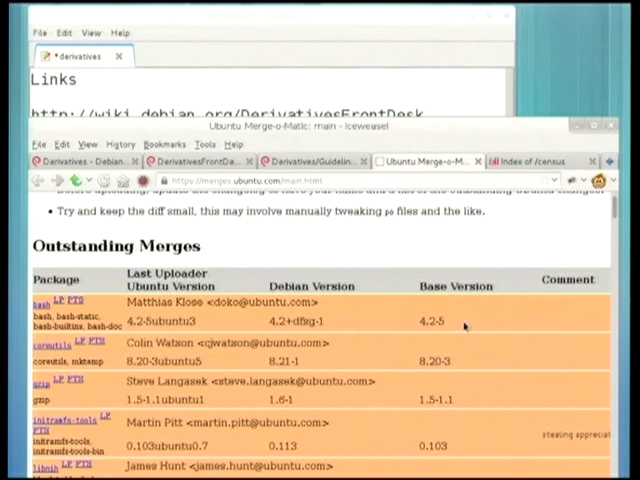 File Edit View Help
*derivatives
Links
http://wiki.debian.org/DerivativesFrontDesk
Ubuntu Merge-o-Matic: main - Iceweasel
File Edit View History Bookmarks Tools Help
Derivatives - Debian... DerivativesFrontDe... Derivatives/Guidelin... Ubuntu Merge-o-M... Index of /census
https://merges.ubuntu.com/main.html
• Try and keep the diff small, this may involve manually tweaking po files and the like.
Outstanding Merges
Package Last Uploader Ubuntu Version Debian Version Base Version Comment
bash LP PTS Matthias Klose <doko@ubuntu.com>
bash, bash-static, bash-builtins, bash-doc 4.2-5ubuntu3 4.2+dfsg-1 4.2-5
coreutils LP PTS Colin Watson <cjwatson@ubuntu.com>
coreutils, mktemp 8.20-3ubuntu5 8.21-1 8.20-3
gzip LP PTS Steve Langasek <steve.langasek@ubuntu.com>
gzip 1.5-1.1ubuntu1 1.6-1 1.5-1.1
initramfs-tools LP PTS Martin Pitt <martin.pitt@ubuntu.com>
initramfs-tools, initramfs-tools-bin 0.103ubuntu0.7 0.113 0.103 stealing appreciat
libnih LP PTS James Hunt <james.hunt@ubuntu.com>